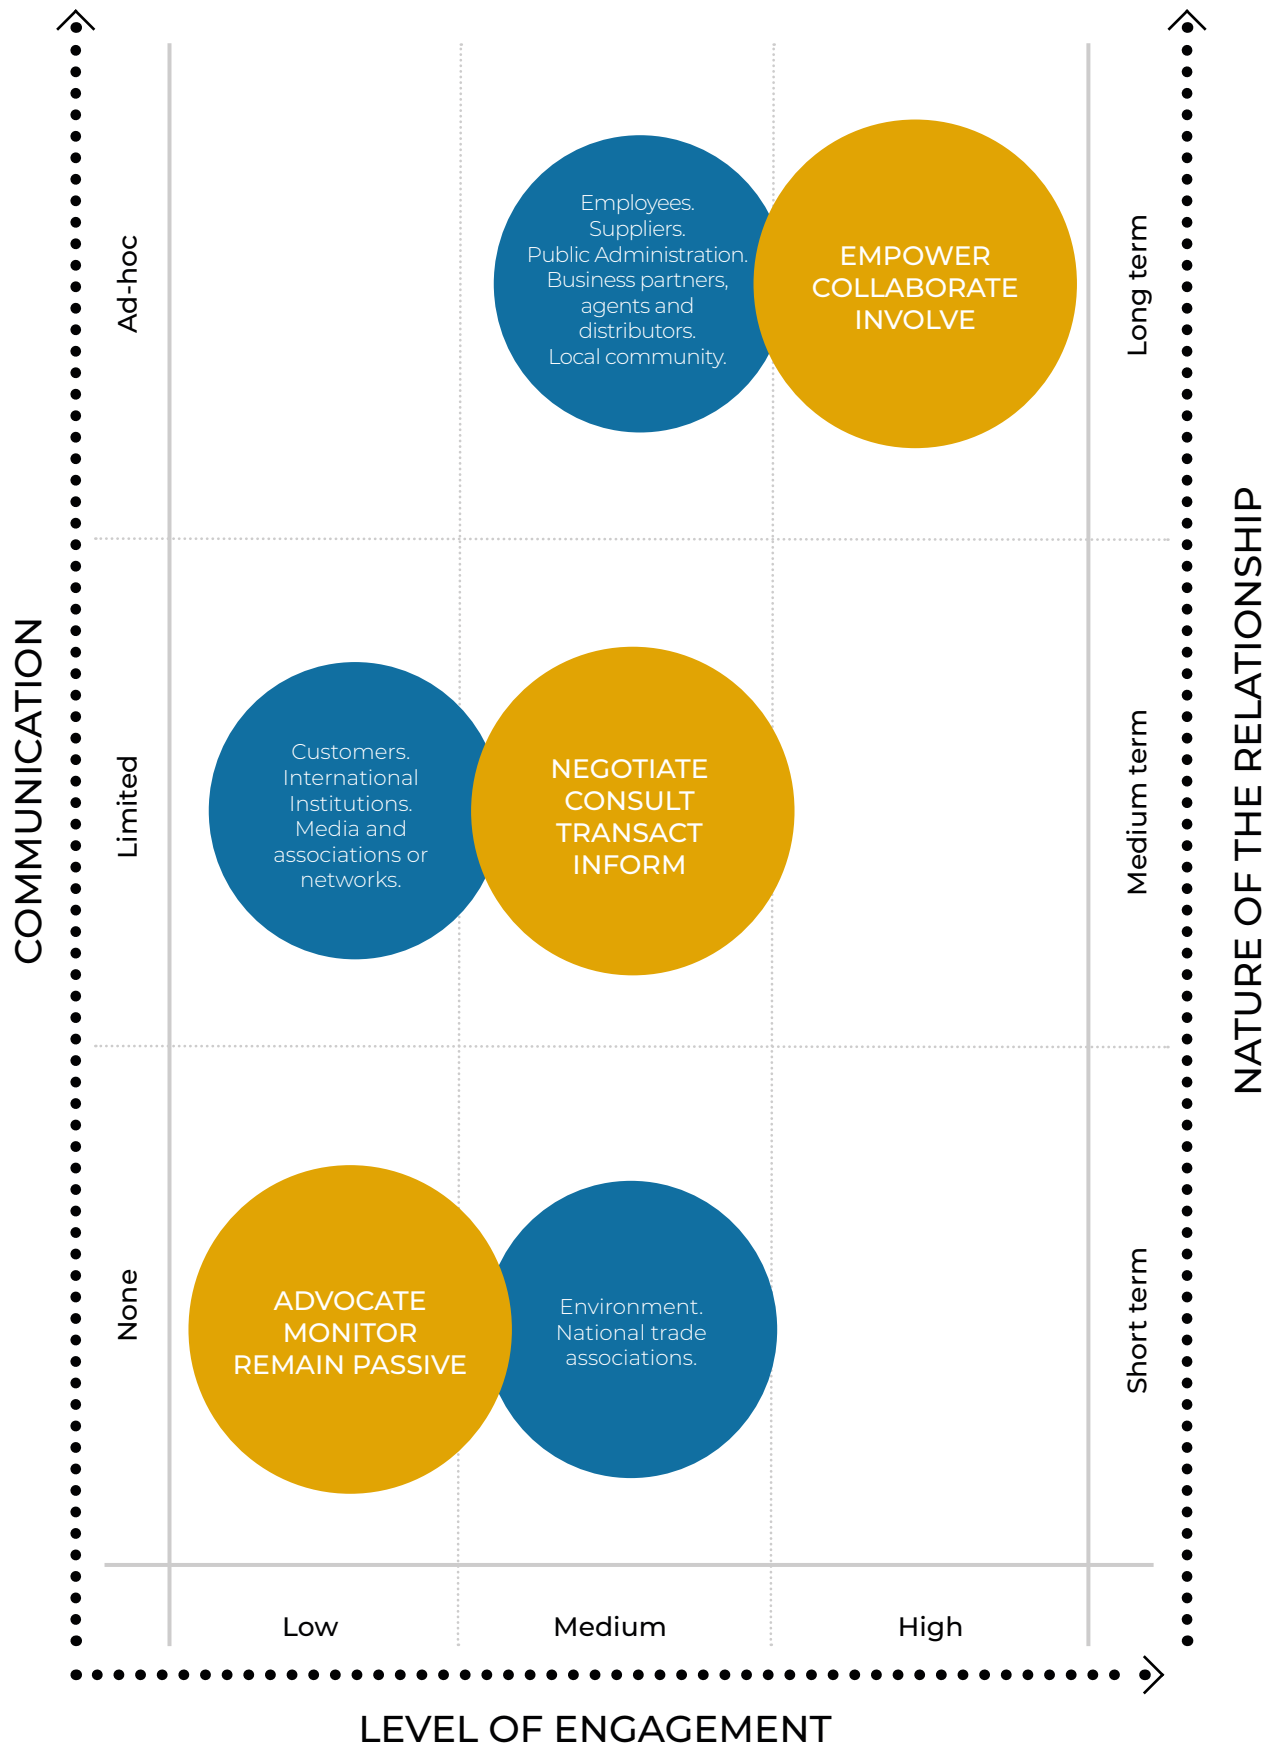 COMMUNICATION
Ad-hoc
Limited
None
Employees.
Suppliers.
Public Administration.
Business partners,
agents and
distributors.
Local community.
EMPOWER
COLLABORATE
INVOLVE
Customers.
International
Institutions.
Media and
associations or
networks.
NEGOTIATE
CONSULT
TRANSACT
INFORM
ADVOCATE
MONITOR
REMAIN PASSIVE
Environment.
National trade
associations.
Long term
Medium term
Short term
NATURE OF THE RELATIONSHIP
Low
Medium
High
LEVEL OF ENGAGEMENT